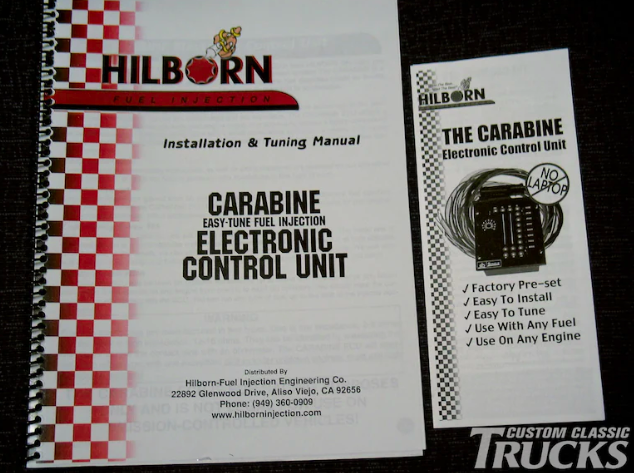 HILBORN
FUEL INJECTION
Installation & Tuning Manual
CARABINE
EASY-TUNE FUEL INJECTION
ELECTRONIC
CONTROL UNIT
Distributed By
Hilborn-Fuel Injection Engineering Co.
22892 Glenwood Drive, Aliso Viejo, CA 92656
Phone: (949) 360-0909
www.hilborninjection.com
HILBORN
THE CARABINE
Electronic Control Unit
NO
LAPTOP
✓ Factory Pre-set
✓ Easy To Install
✓ Easy To Tune
✓ Use With Any Fuel
✓ Use On Any Engine
CUSTOM CLASSIC
TRUCKS